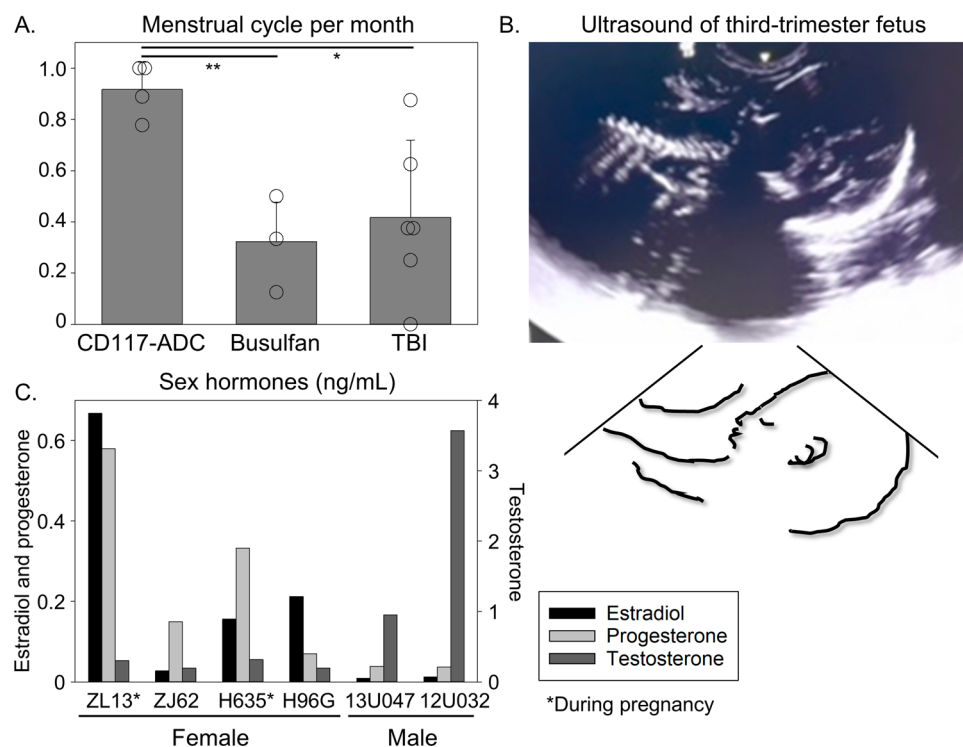 A.
Menstrual cycle per month
**
*
1.0
0.8
0.6
0.4
0.2
0
CD117-ADC Busulfan TBI
B.
Ultrasound of third-trimester fetus
C.
Sex hormones (ng/mL)
Estradiol and progesterone
0.6
0.4
0.2
0
Testosterone
4
3
2
1
0
ZL13* ZJ62 H635* H96G 13U047 12U032
Female Male
Estradiol
Progesterone
Testosterone
*During pregnancy